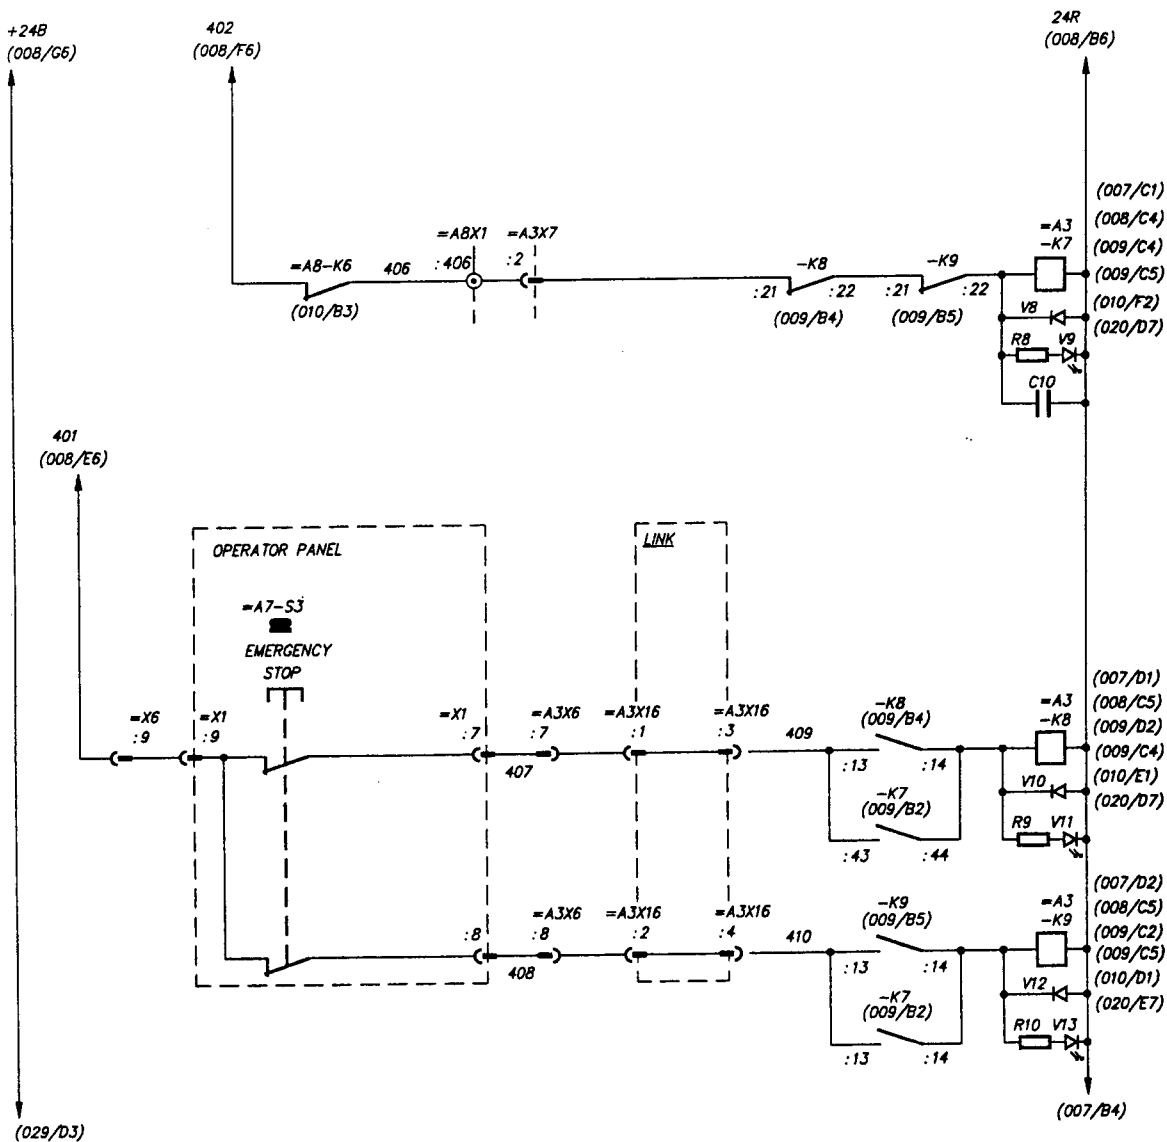 +24B
(008/G6)
402
(008/F6)
24R
(008/B6)
(007/C1)
(008/C4)
(009/C4)
(009/C5)
(010/F2)
(020/D7)
=A3
-K7
=A8-K6
406
(010/B3)
=A8X1
:406
=A3X7
:2
-K8
:21 :22
(009/B4)
-K9
:21 :22
(009/B5)
V8
R8 V9
C10
401
(008/E6)
OPERATOR PANEL
=A7-S3
EMERGENCY
STOP
LINK
=X6
:9
=X1
:9
=X1
:7
=A3X6
:7
407
=A3X16
:1
=A3X16
:3
409
-K8
(009/B4)
:13 :14
-K7
(009/B2)
:43 :44
=A3
-K8
V10
R9 V11
(007/D1)
(008/C5)
(009/D2)
(009/C4)
(010/E1)
(020/D7)
:8
=A3X6
:8
408
=A3X16
:2
=A3X16
:4
410
-K9
(009/B5)
:13 :14
-K7
(009/B2)
:13 :14
=A3
-K9
V12
R10 V13
(007/D2)
(008/C5)
(009/C2)
(009/C5)
(010/D1)
(020/E7)
(007/B4)
(029/D3)